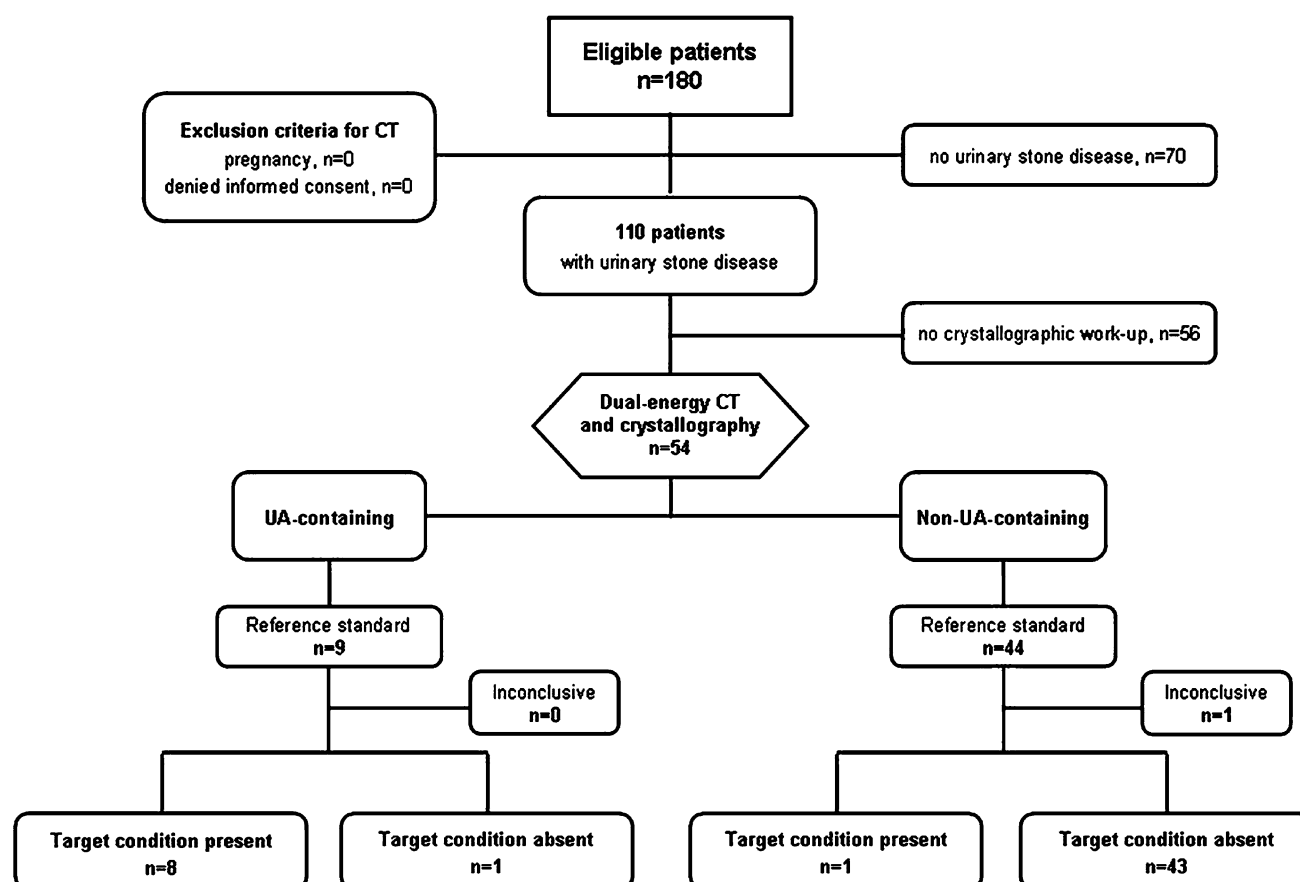 Eligible patients
n=180
Exclusion criteria for CT
pregnancy, n=0
denied informed consent, n=0
no urinary stone disease, n=70
110 patients
with urinary stone disease
no crystallographic work-up, n=56
Dual-energy CT
and crystallography
n=54
UA-containing
Non-UA-containing
Reference standard
n=9
Reference standard
n=44
Inconclusive
n=0
Inconclusive
n=1
Target condition present
n=8
Target condition absent
n=1
Target condition present
n=1
Target condition absent
n=43